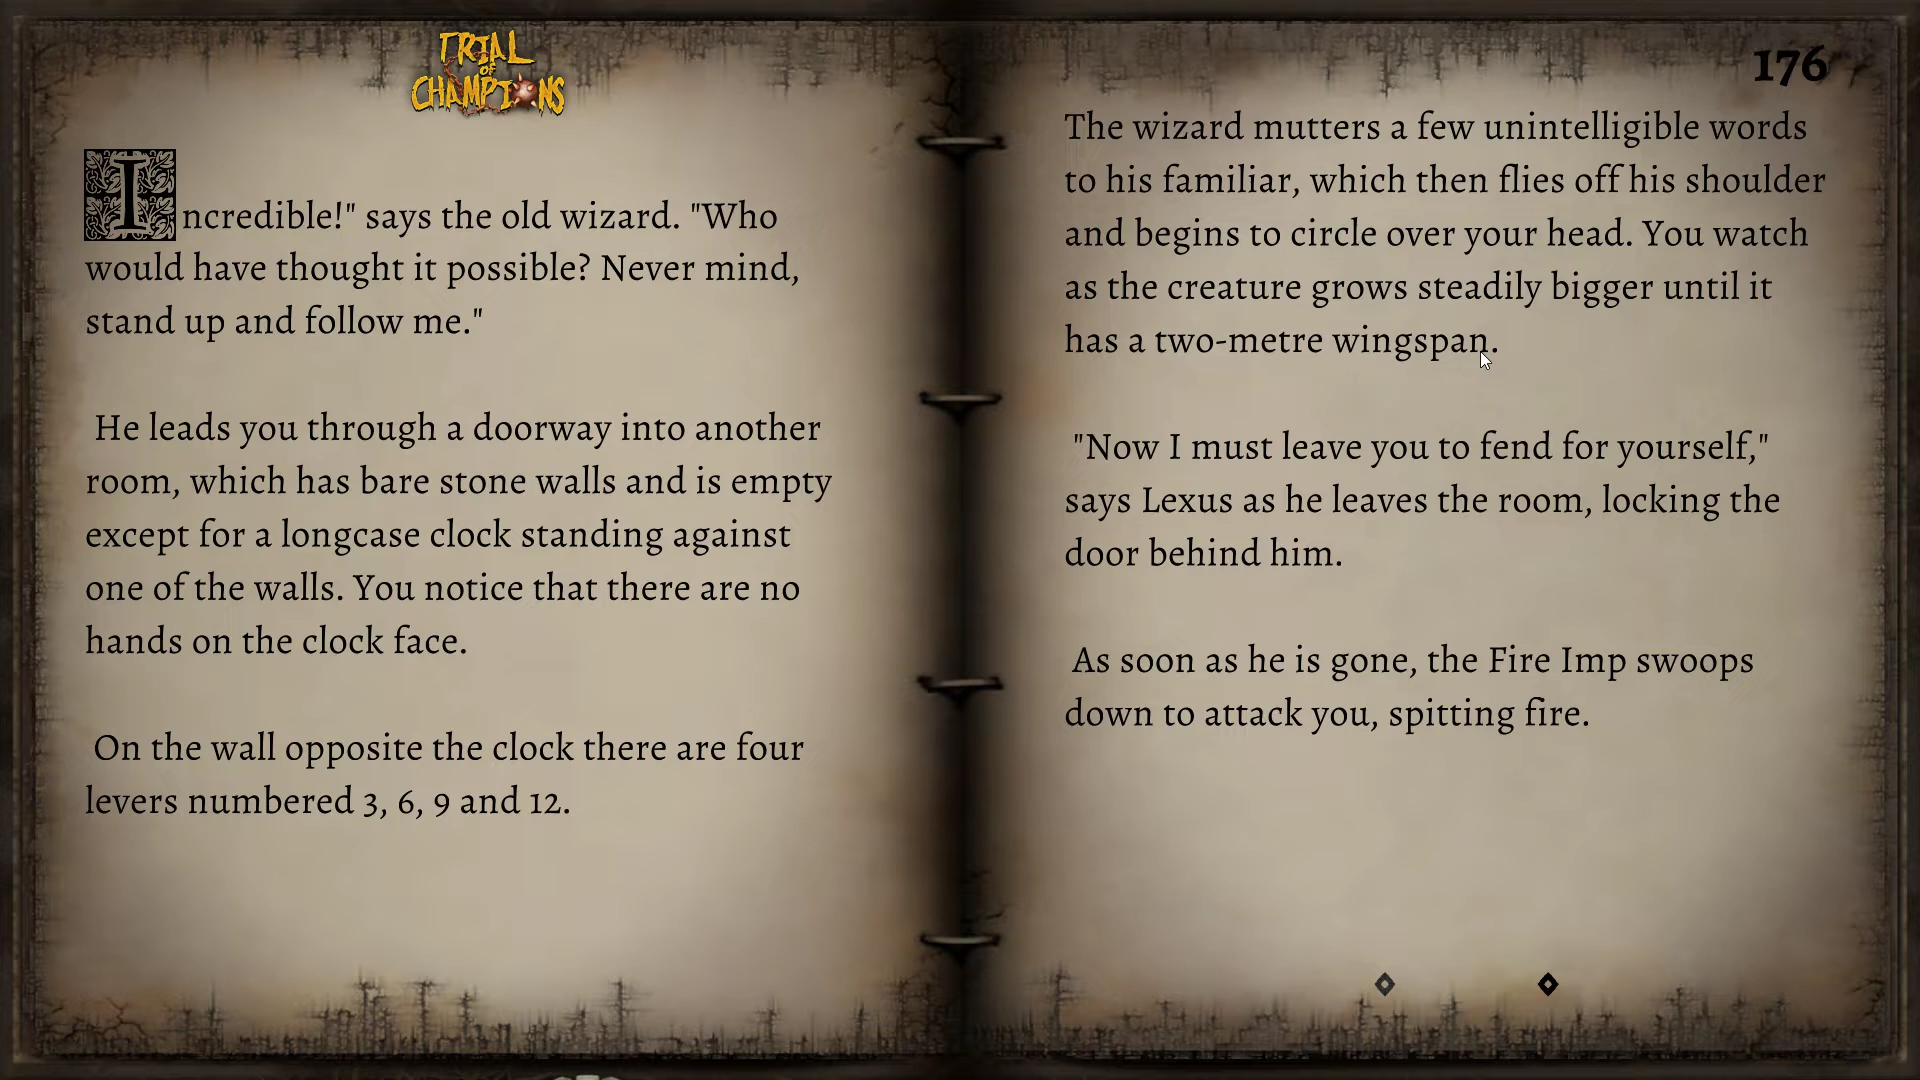 TRIAL
OF
CHAMPIONS
Incredible!" says the old wizard. "Who
would have thought it possible? Never mind,
stand up and follow me."
He leads you through a doorway into another
room, which has bare stone walls and is empty
except for a longcase clock standing against
one of the walls. You notice that there are no
hands on the clock face.
On the wall opposite the clock there are four
levers numbered 3, 6, 9 and 12.
176
The wizard mutters a few unintelligible words
to his familiar, which then flies off his shoulder
and begins to circle over your head. You watch
as the creature grows steadily bigger until it
has a two-metre wingspan.
"Now I must leave you to fend for yourself,"
says Lexus as he leaves the room, locking the
door behind him.
As soon as he is gone, the Fire Imp swoops
down to attack you, spitting fire.